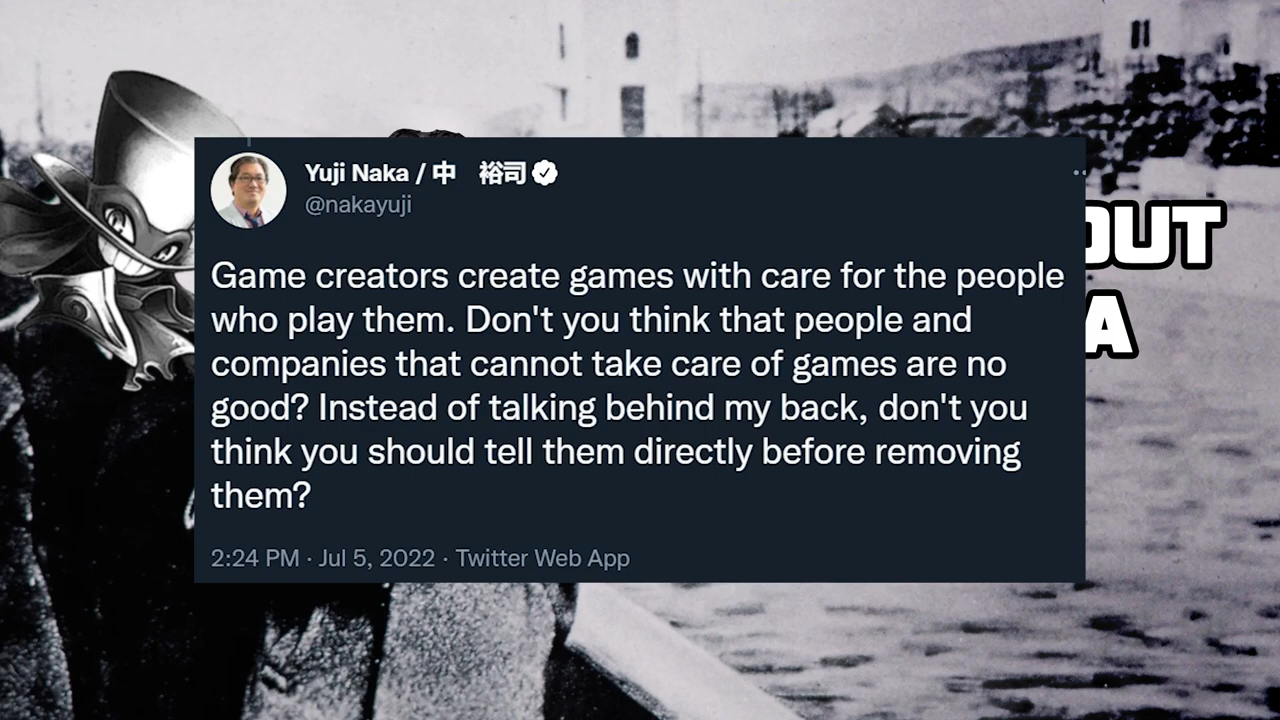 Yuji Naka / 中　裕司
@nakayuji
Game creators create games with care for the people
who play them. Don't you think that people and
companies that cannot take care of games are no
good? Instead of talking behind my back, don't you
think you should tell them directly before removing
them?
2:24 PM · Jul 5, 2022 · Twitter Web App